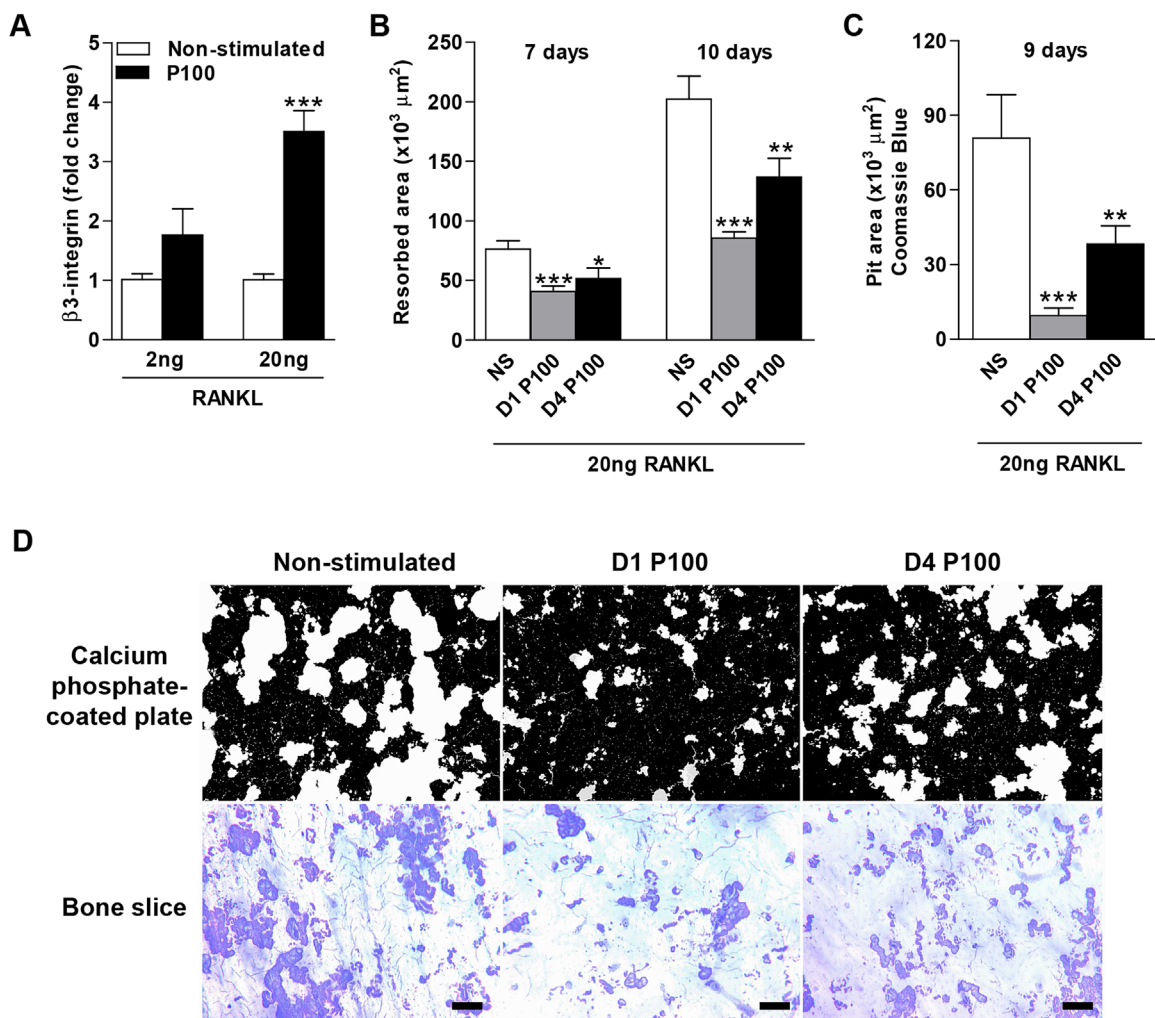 A
β3-integrin (fold change)
5
4
3
2
1
0
Non-stimulated
P100
***
2ng
20ng
RANKL
B
Resorbed area (x10³ μm²)
250
200
150
100
50
0
7 days
10 days
***
*
***
**
NS
D1 P100
D4 P100
NS
D1 P100
D4 P100
20ng RANKL
C
Pit area (x10³ μm²)
Coomassie Blue
120
90
60
30
0
9 days
***
**
NS
D1 P100
D4 P100
20ng RANKL
D
Non-stimulated
D1 P100
D4 P100
Calcium
phosphate-
coated plate
Bone slice